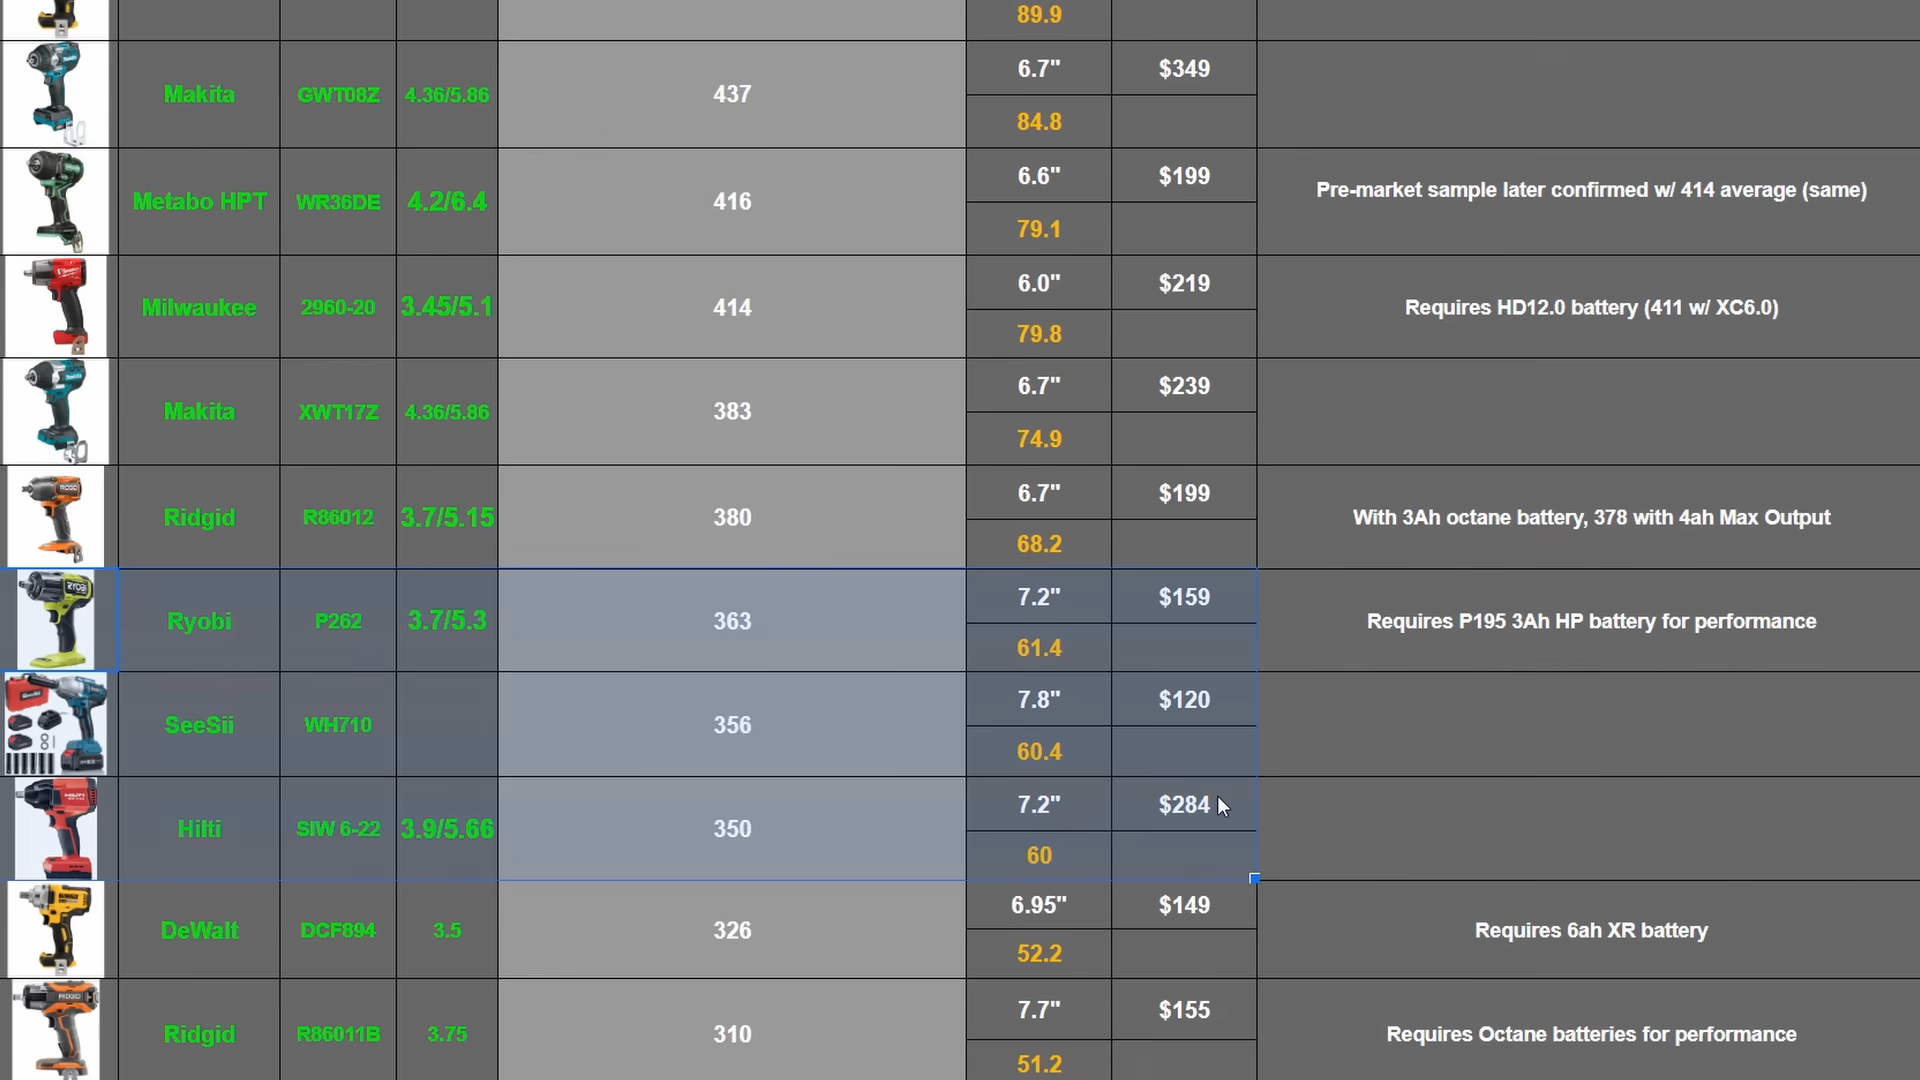 89.9
Makita GWT08Z 4.36/5.86 437 6.7" $349
84.8
Metabo HPT WR36DE 4.2/6.4 416 6.6" $199 Pre-market sample later confirmed w/ 414 average (same)
79.1
Milwaukee 2960-20 3.45/5.1 414 6.0" $219 Requires HD12.0 battery (411 w/ XC6.0)
79.8
Makita XWT17Z 4.36/5.86 383 6.7" $239
74.9
Ridgid R86012 3.7/5.15 380 6.7" $199 With 3Ah octane battery, 378 with 4ah Max Output
68.2
Ryobi P262 3.7/5.3 363 7.2" $159 Requires P195 3Ah HP battery for performance
61.4
SeeSii WH710 356 7.8" $120
60.4
Hilti SIW 6-22 3.9/5.66 350 7.2" $284
60
DeWalt DCF894 3.5 326 6.95" $149 Requires 6ah XR battery
52.2
Ridgid R86011B 3.75 310 7.7" $155 Requires Octane batteries for performance
51.2